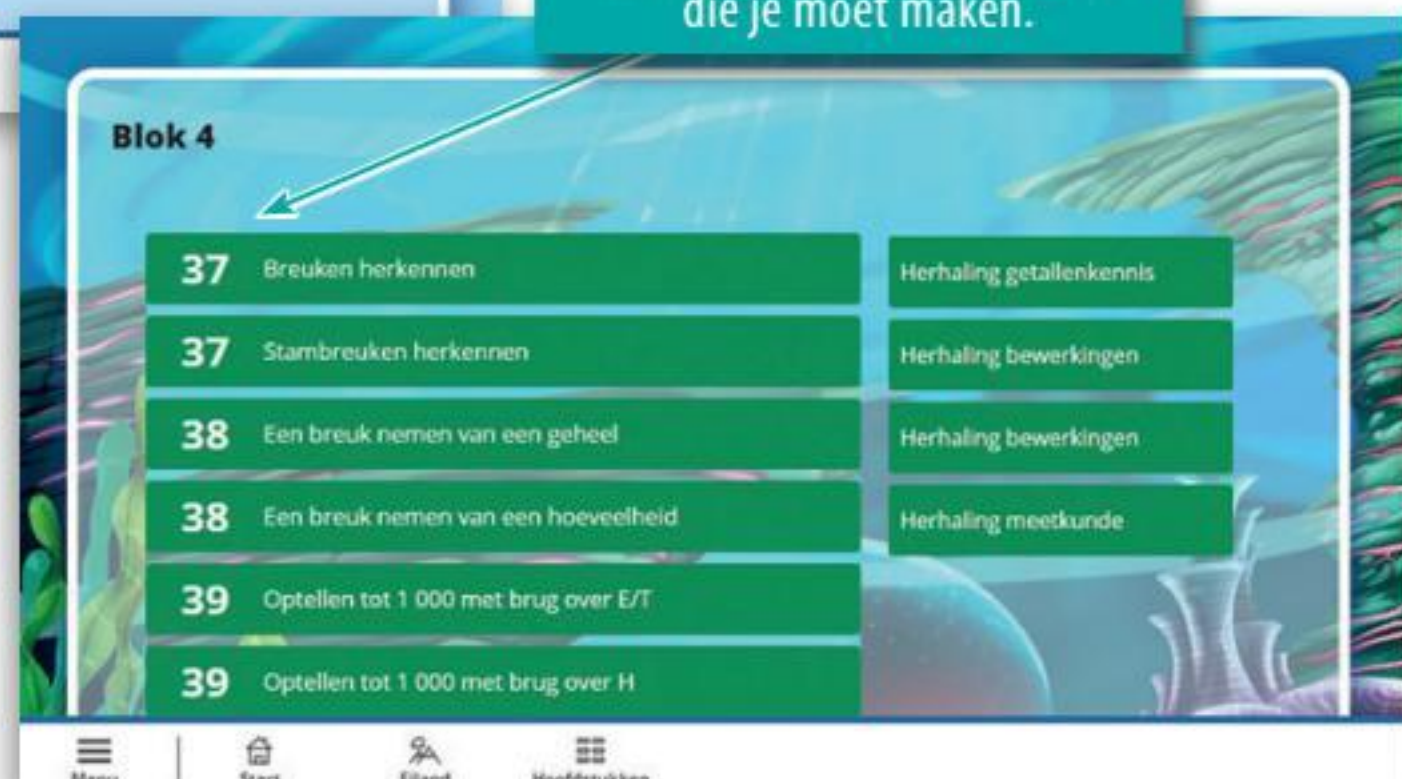 die je moet maken.
Blok 4
37 Breuken herkennen
Herhaling getallenkennis
37 Stambreuken herkennen
Herhaling bewerkingen
38 Een breuk nemen van een geheel
Herhaling bewerkingen
38 Een breuk nemen van een hoeveelheid
Herhaling meetkunde
39 Optellen tot 1 000 met brug over E/T
39 Optellen tot 1 000 met brug over H
Menu
Start
Eiland
Hoofdstukken